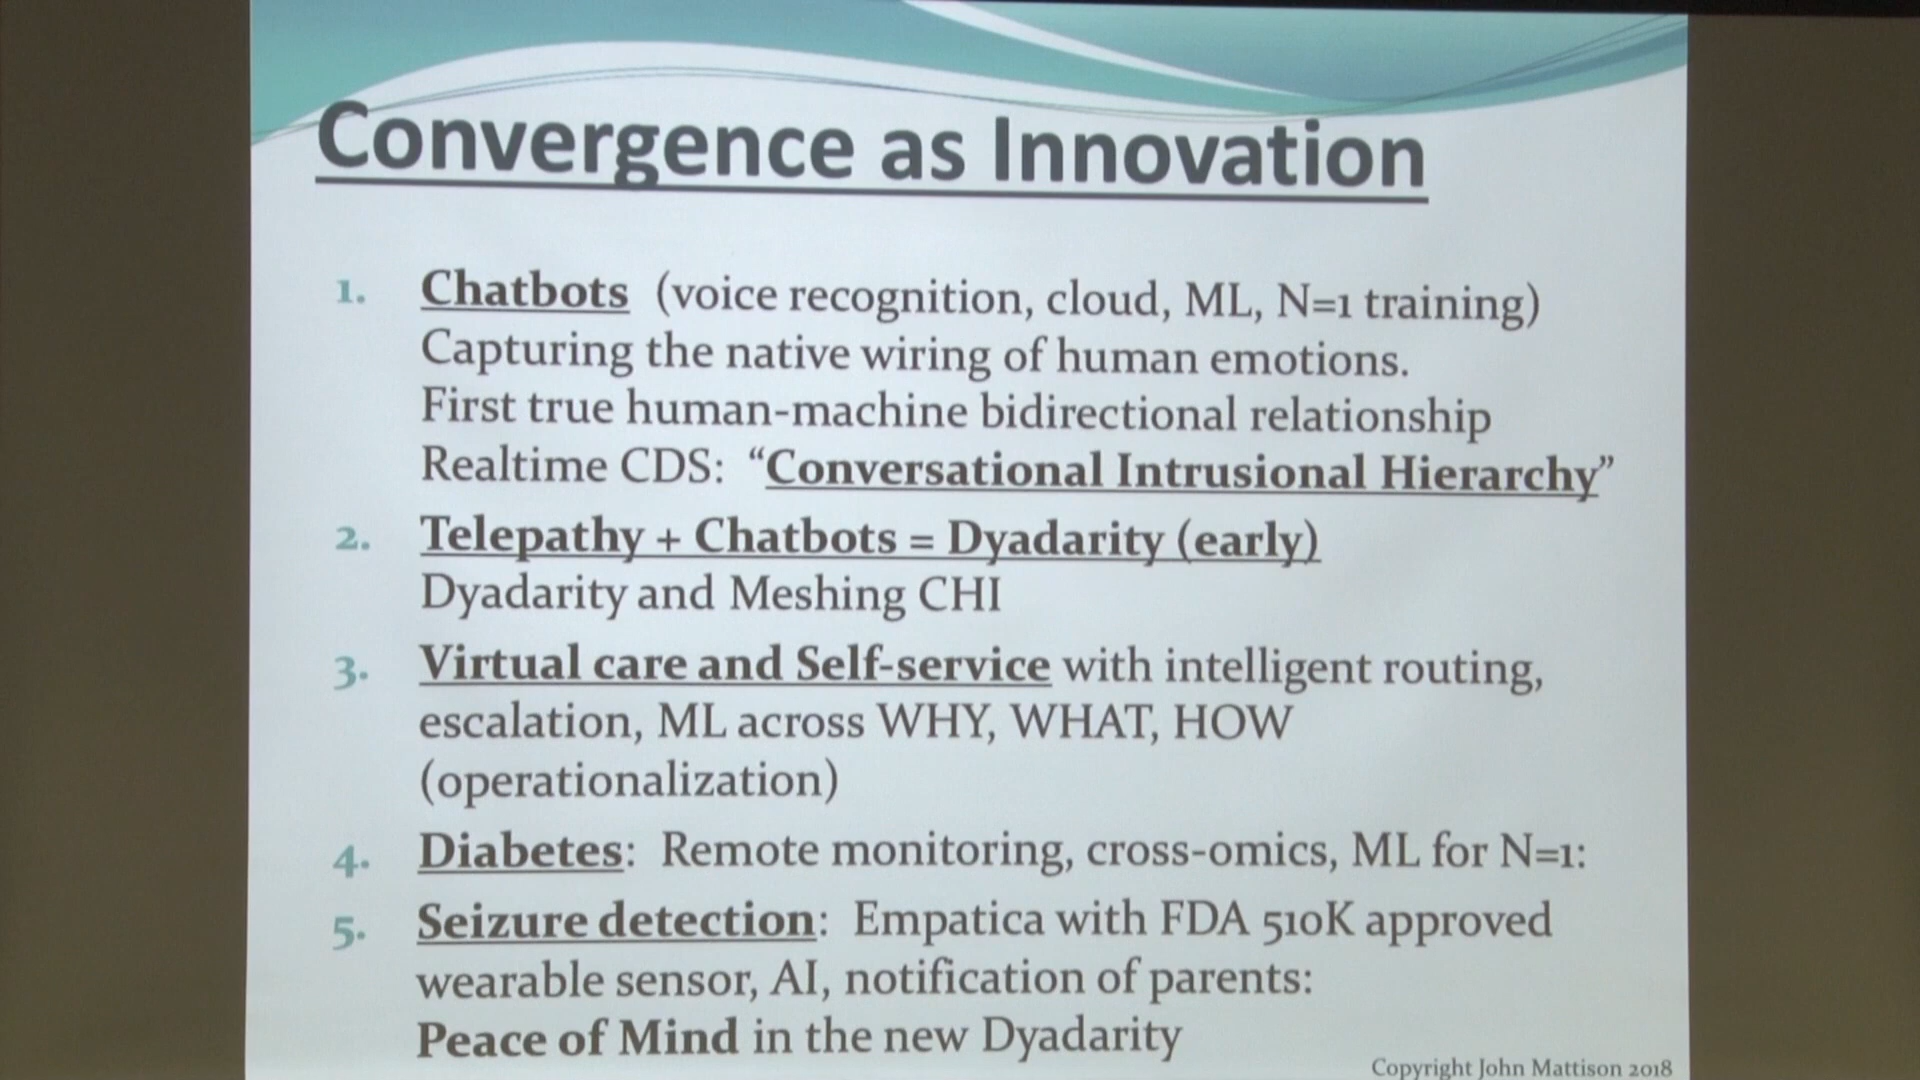 Convergence as Innovation
1. Chatbots (voice recognition, cloud, ML, N=1 training)
Capturing the native wiring of human emotions.
First true human-machine bidirectional relationship
Realtime CDS: “Conversational Intrusional Hierarchy”
2. Telepathy + Chatbots = Dyadarity (early)
Dyadarity and Meshing CHI
3. Virtual care and Self-service with intelligent routing,
escalation, ML across WHY, WHAT, HOW
(operationalization)
4. Diabetes: Remote monitoring, cross-omics, ML for N=1:
5. Seizure detection: Empatica with FDA 510K approved
wearable sensor, AI, notification of parents:
Peace of Mind in the new Dyadarity
Copyright John Mattison 2018